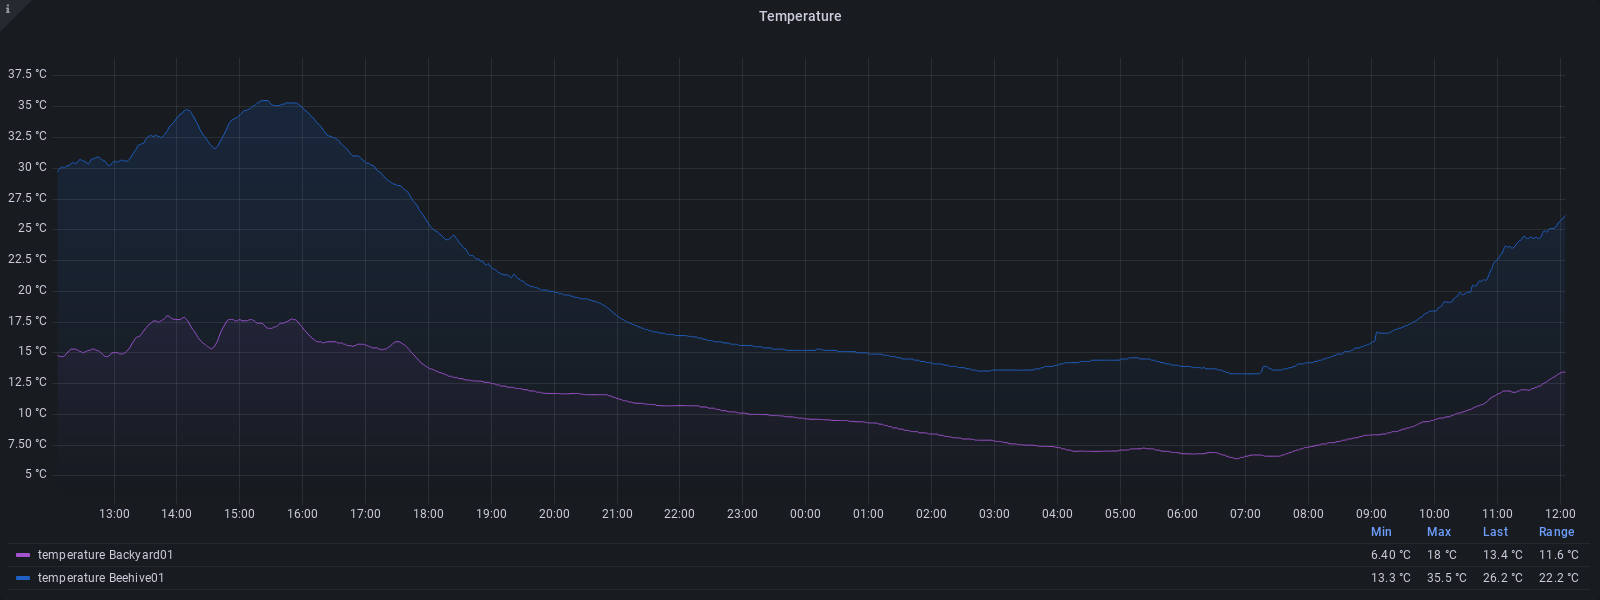 i
Temperature
37.5 °C
35 °C
32.5 °C
30 °C
27.5 °C
25 °C
22.5 °C
20 °C
17.5 °C
15 °C
12.5 °C
10 °C
7.50 °C
5 °C
13:00 14:00 15:00 16:00 17:00 18:00 19:00 20:00 21:00 22:00 23:00 00:00 01:00 02:00 03:00 04:00 05:00 06:00 07:00 08:00 09:00 10:00 11:00 12:00
Min Max Last Range
temperature Backyard01 6.40 °C 18 °C 13.4 °C 11.6 °C
temperature Beehive01 13.3 °C 35.5 °C 26.2 °C 22.2 °C